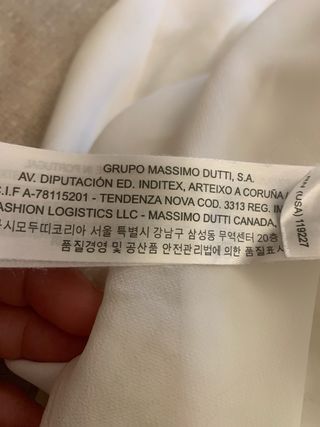 GRUPO MASSIMO DUTTI, S.A.
AV. DIPUTACIÓN ED. INDITEX, ARTEIXO A CORUÑA
C.I.F A-78115201 - TENDENZA NOVA COD. 3313 REG. IM
FASHION LOGISTICS LLC - MASSIMO DUTTI CANADA,
시모두띠코리아 서울 특별시 강남구 삼성동 무역센터 20층
품질경영 및 공산품 안전관리법에 의한 품질표시
(USA) 119227